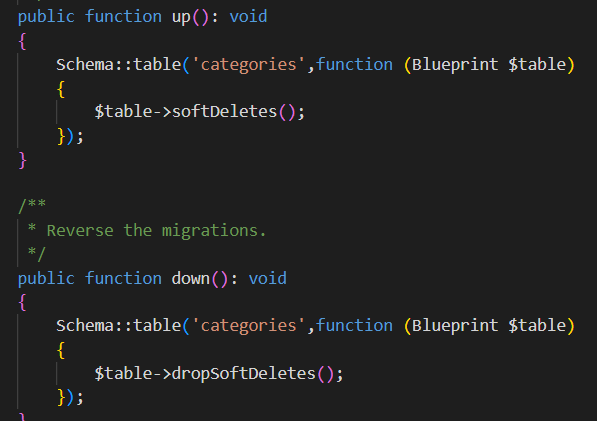 public function up(): void
{
    Schema::table('categories',function (Blueprint $table)
    {
        $table->softDeletes();
    });
}

/**
 * Reverse the migrations.
 */
public function down(): void
{
    Schema::table('categories',function (Blueprint $table)
    {
        $table->dropSoftDeletes();
    });
}